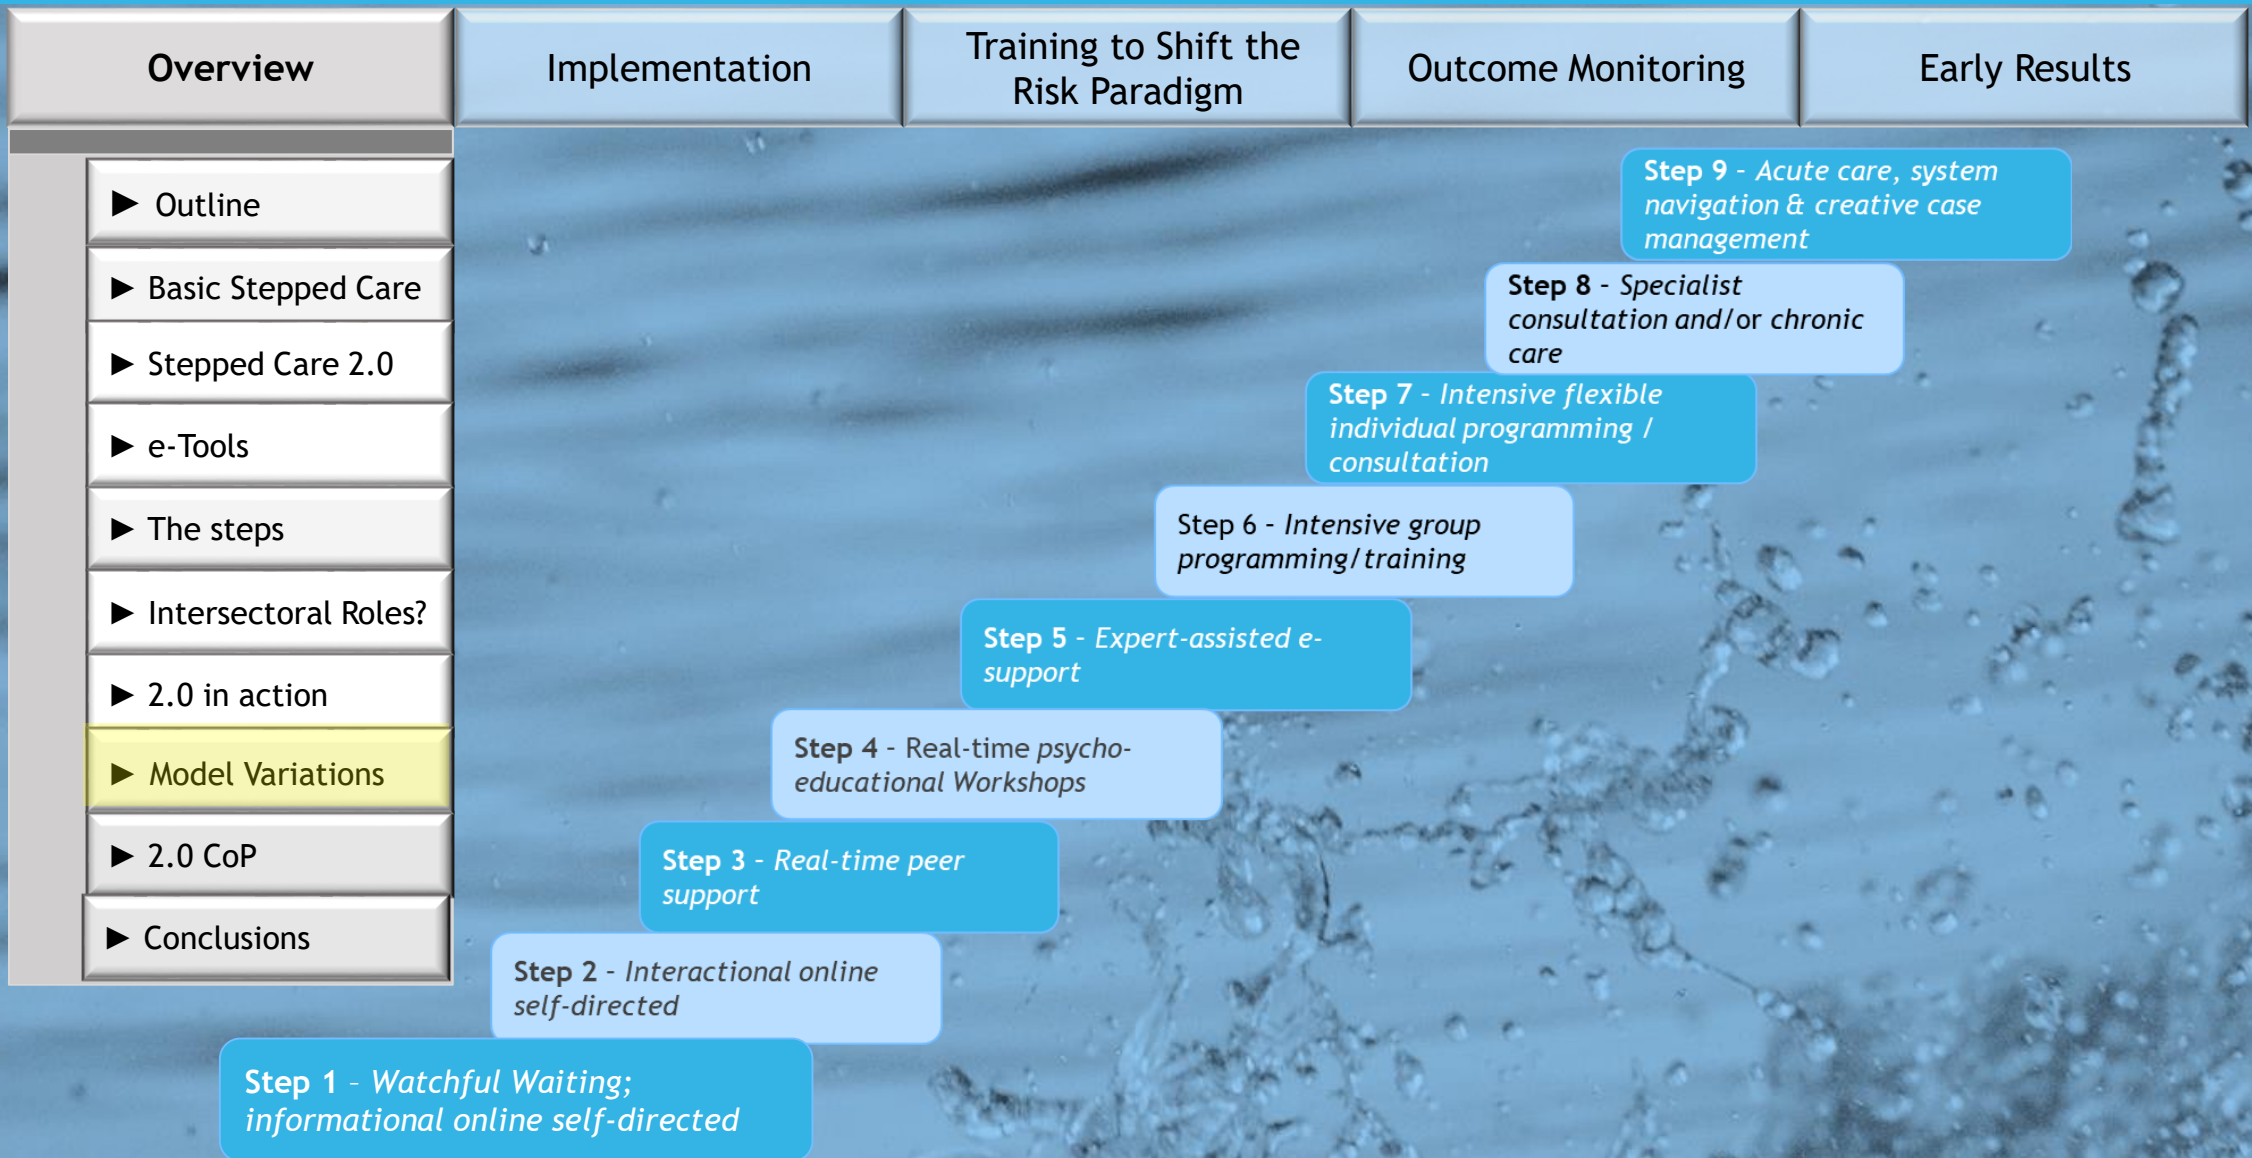 Overview
Implementation
Training to Shift the
Risk Paradigm
Outcome Monitoring
Early Results
► Outline
► Basic Stepped Care
► Stepped Care 2.0
► e-Tools
► The steps
► Intersectoral Roles?
► 2.0 in action
► Model Variations
► 2.0 CoP
► Conclusions
Step 9 – Acute care, system
navigation & creative case
management
Step 8 – Specialist
consultation and/or chronic
care
Step 7 – Intensive flexible
individual programming /
consultation
Step 6 – Intensive group
programming/training
Step 5 – Expert-assisted e-
support
Step 4 – Real-time psycho-
educational Workshops
Step 3 – Real-time peer
support
Step 2 – Interactional online
self-directed
Step 1 – Watchful Waiting;
informational online self-directed